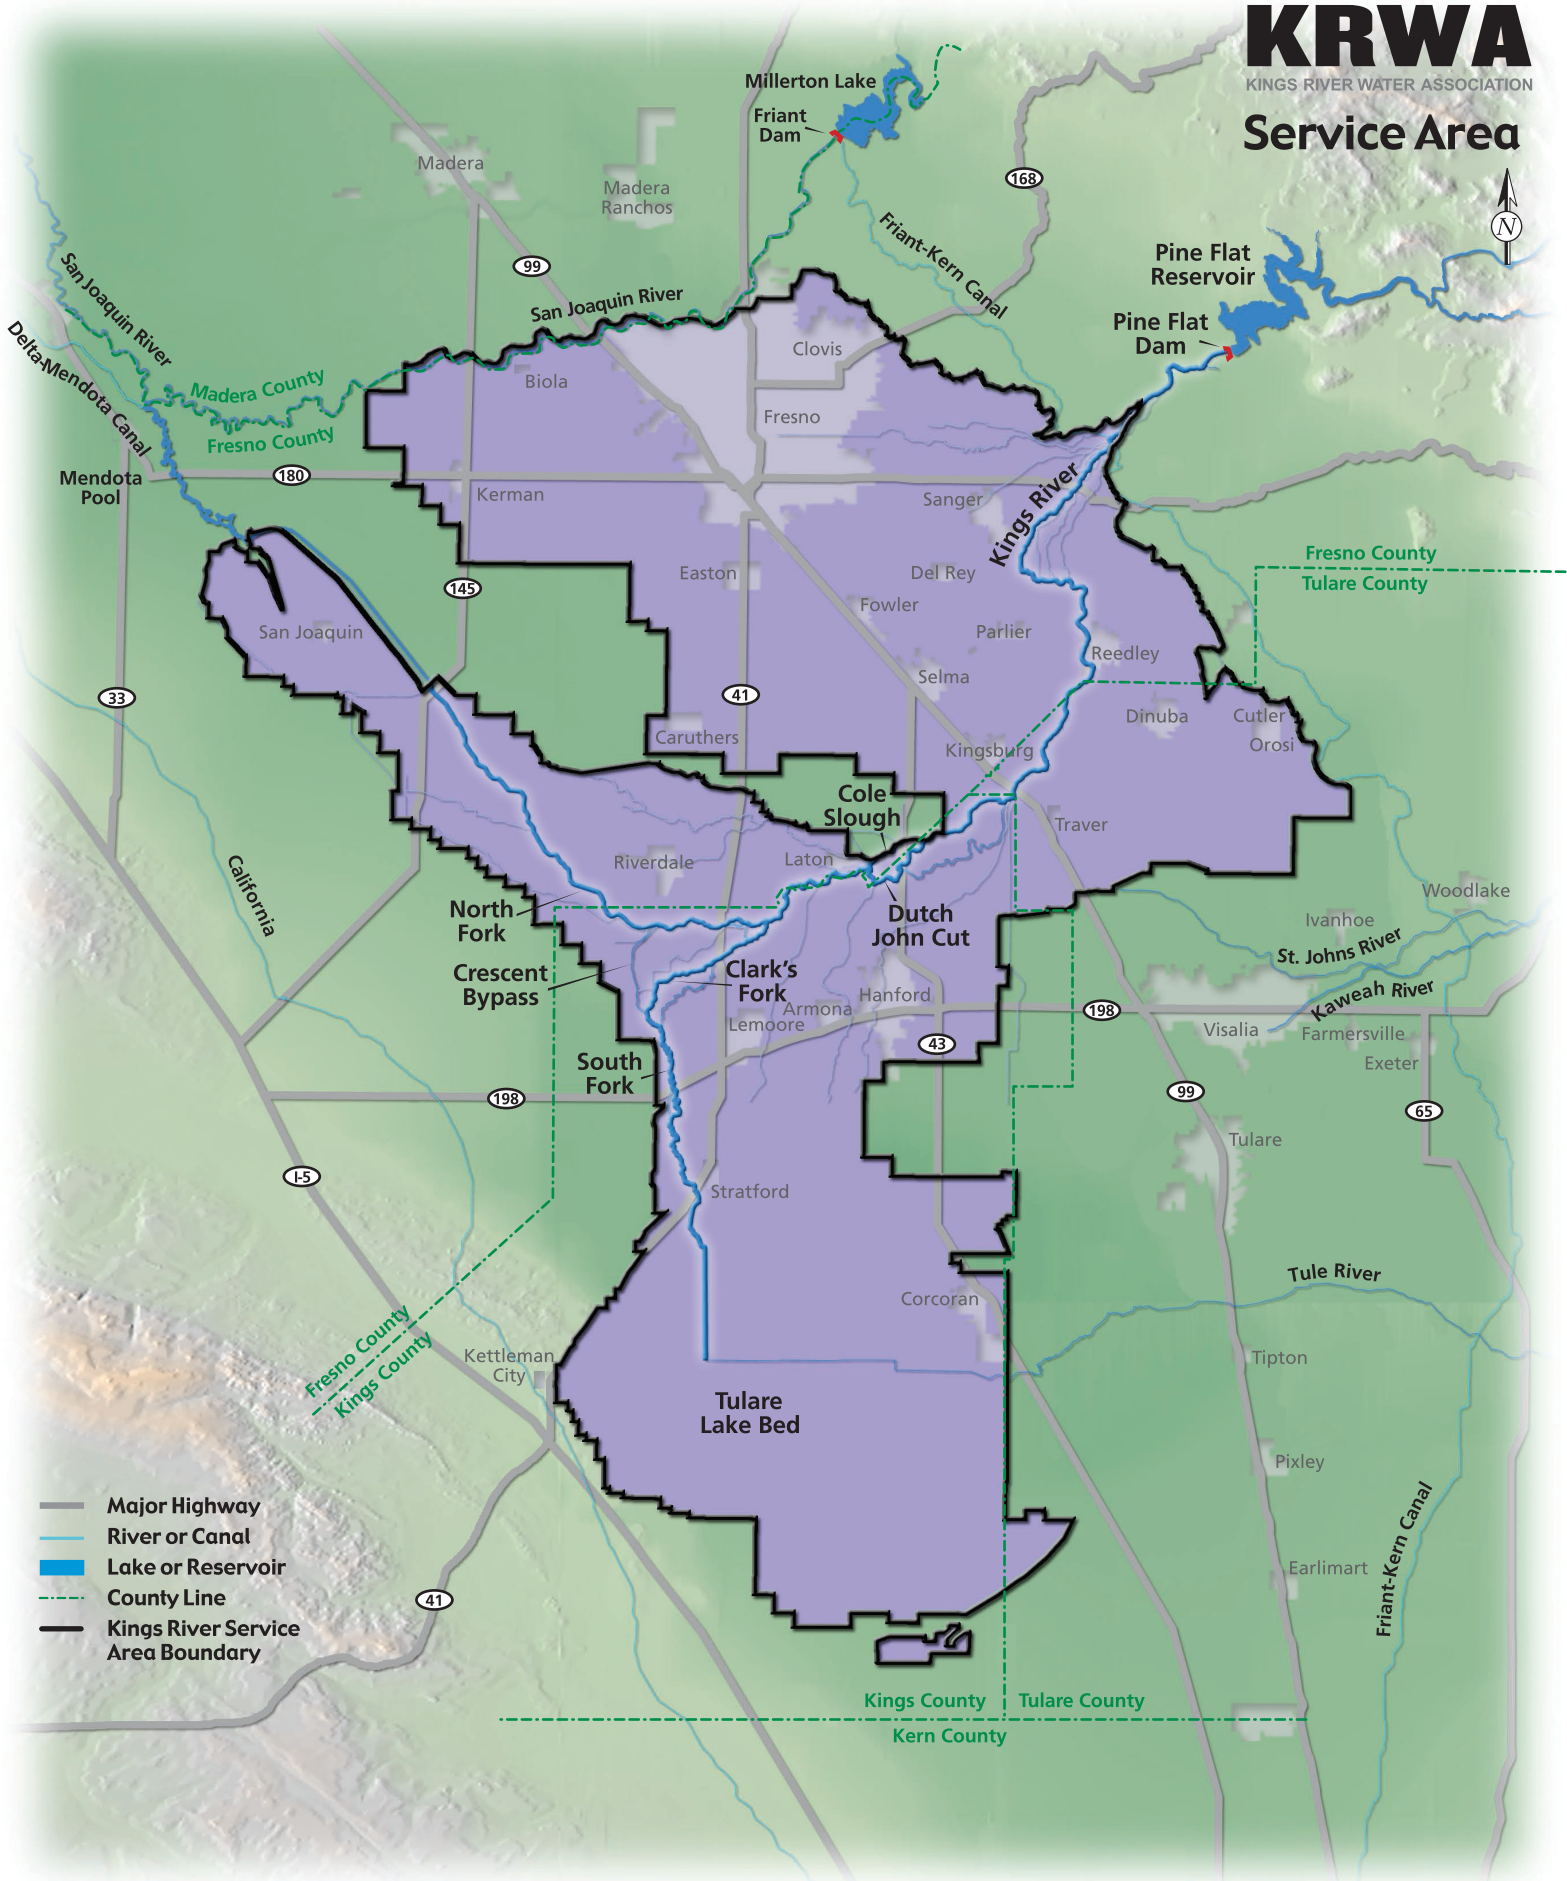 KRWA
KINGS RIVER WATER ASSOCIATION
Service Area
N
Millerton Lake
Friant
Dam
Madera
Madera
Ranchos
168
99
Friant-Kern Canal
Pine Flat
Reservoir
Pine Flat
Dam
San Joaquin River
San Joaquin River
Delta-Mendota Canal
Madera County
Fresno County
Clovis
Biola
Fresno
Mendota
Pool
180
Kerman
Sanger
Kings River
Fresno County
Tulare County
145
Easton
Del Rey
Fowler
San Joaquin
Parlier
Reedley
Selma
33
41
Dinuba
Cutler
Orosi
Caruthers
Kingsburg
Cole
Slough
Traver
Riverdale
Laton
California
North
Fork
Dutch
John Cut
Woodlake
Ivanhoe
St. Johns River
Crescent
Bypass
Clark's
Fork
Hanford
Armona
Lemoore
Kaweah River
198
Visalia
Farmersville
Exeter
43
South
Fork
198
99
65
Tulare
I-5
Stratford
Tule River
Corcoran
Fresno County
Kings County
Kettleman
City
Tipton
Tulare
Lake Bed
Pixley
Major Highway
River or Canal
Lake or Reservoir
County Line
Kings River Service
Area Boundary
41
Earlimart
Friant-Kern Canal
Kings County
Tulare County
Kern County